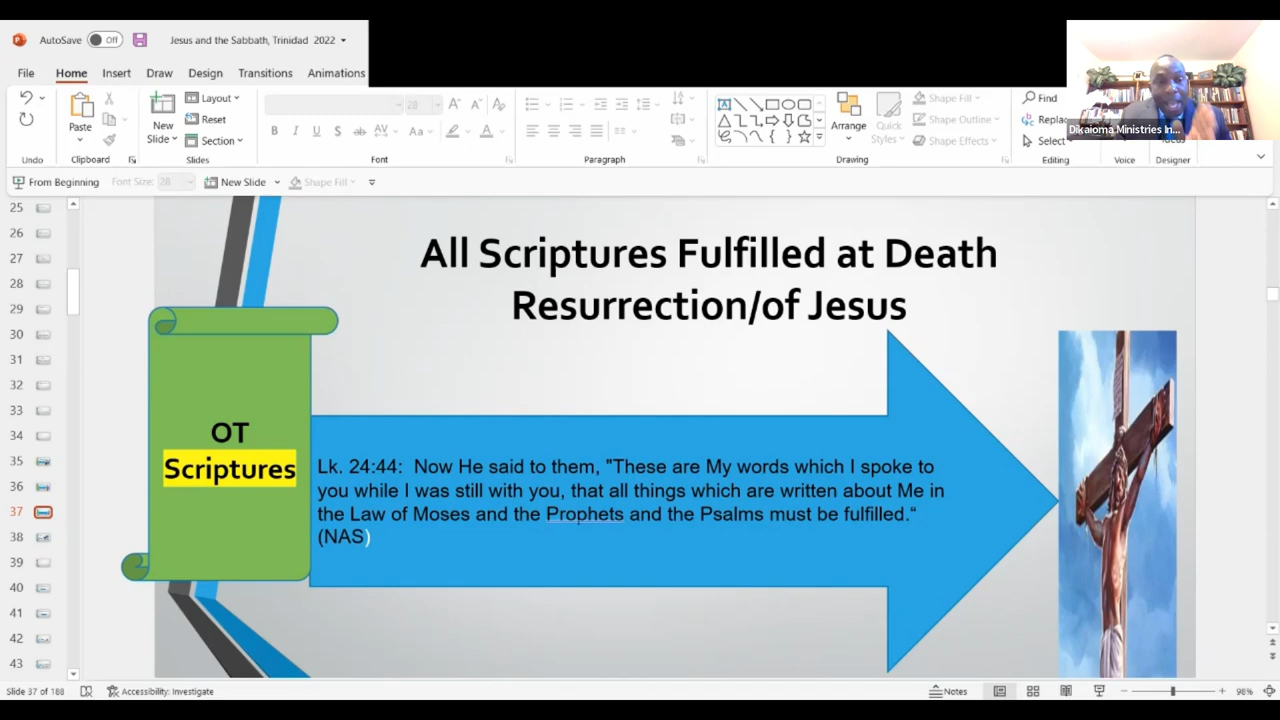 AutoSave Off Jesus and the Sabbath, Trinidad 2022
File Home Insert Draw Design Transitions Animations
Paste
New
Slide
Layout
Reset
Section
28
B I U S ab AV Aa A
Arrange
Quick
Styles
Shape Fill
Shape Outline
Shape Effects
Find
Select
Dikaioma Ministries In...
Undo Clipboard Slides Font Paragraph Drawing Editing Voice Designer
From Beginning Font Size: 28 New Slide Shape Fill
25
26
27
28
29
30
31
32
33
34
35
36
37
38
39
40
41
42
43
All Scriptures Fulfilled at Death
Resurrection/of Jesus
OT
Scriptures
Lk. 24:44: Now He said to them, "These are My words which I spoke to
you while I was still with you, that all things which are written about Me in
the Law of Moses and the Prophets and the Psalms must be fulfilled.“
(NAS)
Slide 37 of 188 Accessibility: Investigate Notes 98%